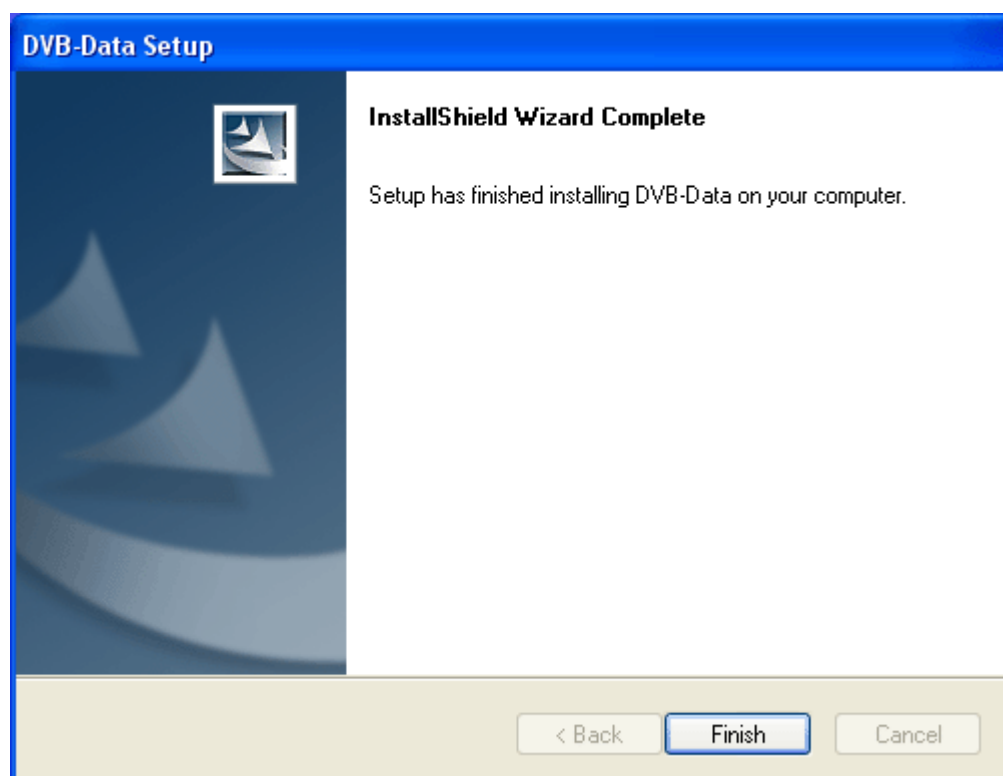 DVB-Data Setup
InstallShield Wizard Complete
Setup has finished installing DVB-Data on your computer.
< Back
Finish
Cancel